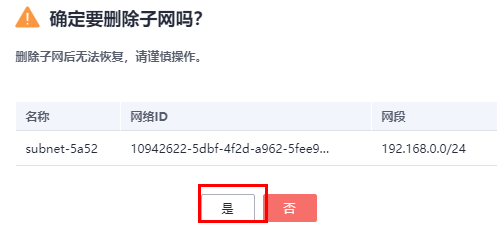 确定要删除子网吗？
删除子网后无法恢复，请谨慎操作。
名称 网络ID 网段
subnet-5a52 10942622-5dbf-4f2d-a962-5fee9... 192.168.0.0/24
是 否